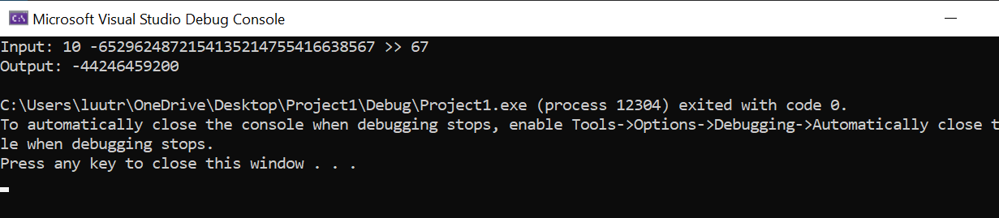 Microsoft Visual Studio Debug Console
Input: 10 -6529624872154135214755416638567 >> 67
Output: -44246459200
C:\Users\luutr\OneDrive\Desktop\Project1\Debug\Project1.exe (process 12304) exited with code 0.
To automatically close the console when debugging stops, enable Tools->Options->Debugging->Automatically close t
le when debugging stops.
Press any key to close this window . . .